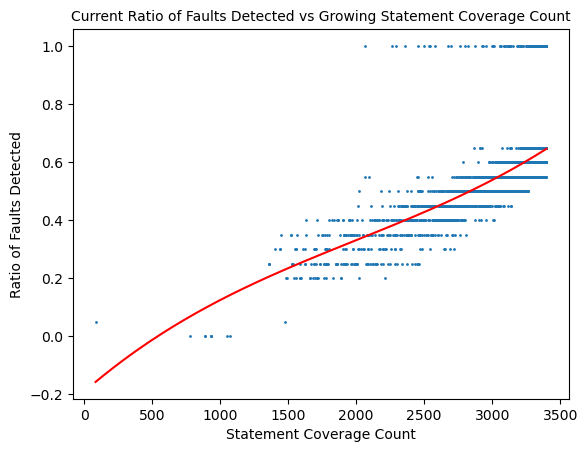 Current Ratio of Faults Detected vs Growing Statement Coverage Count
Ratio of Faults Detected
1.0
0.8
0.6
0.4
0.2
0.0
−0.2
0 500 1000 1500 2000 2500 3000 3500
Statement Coverage Count